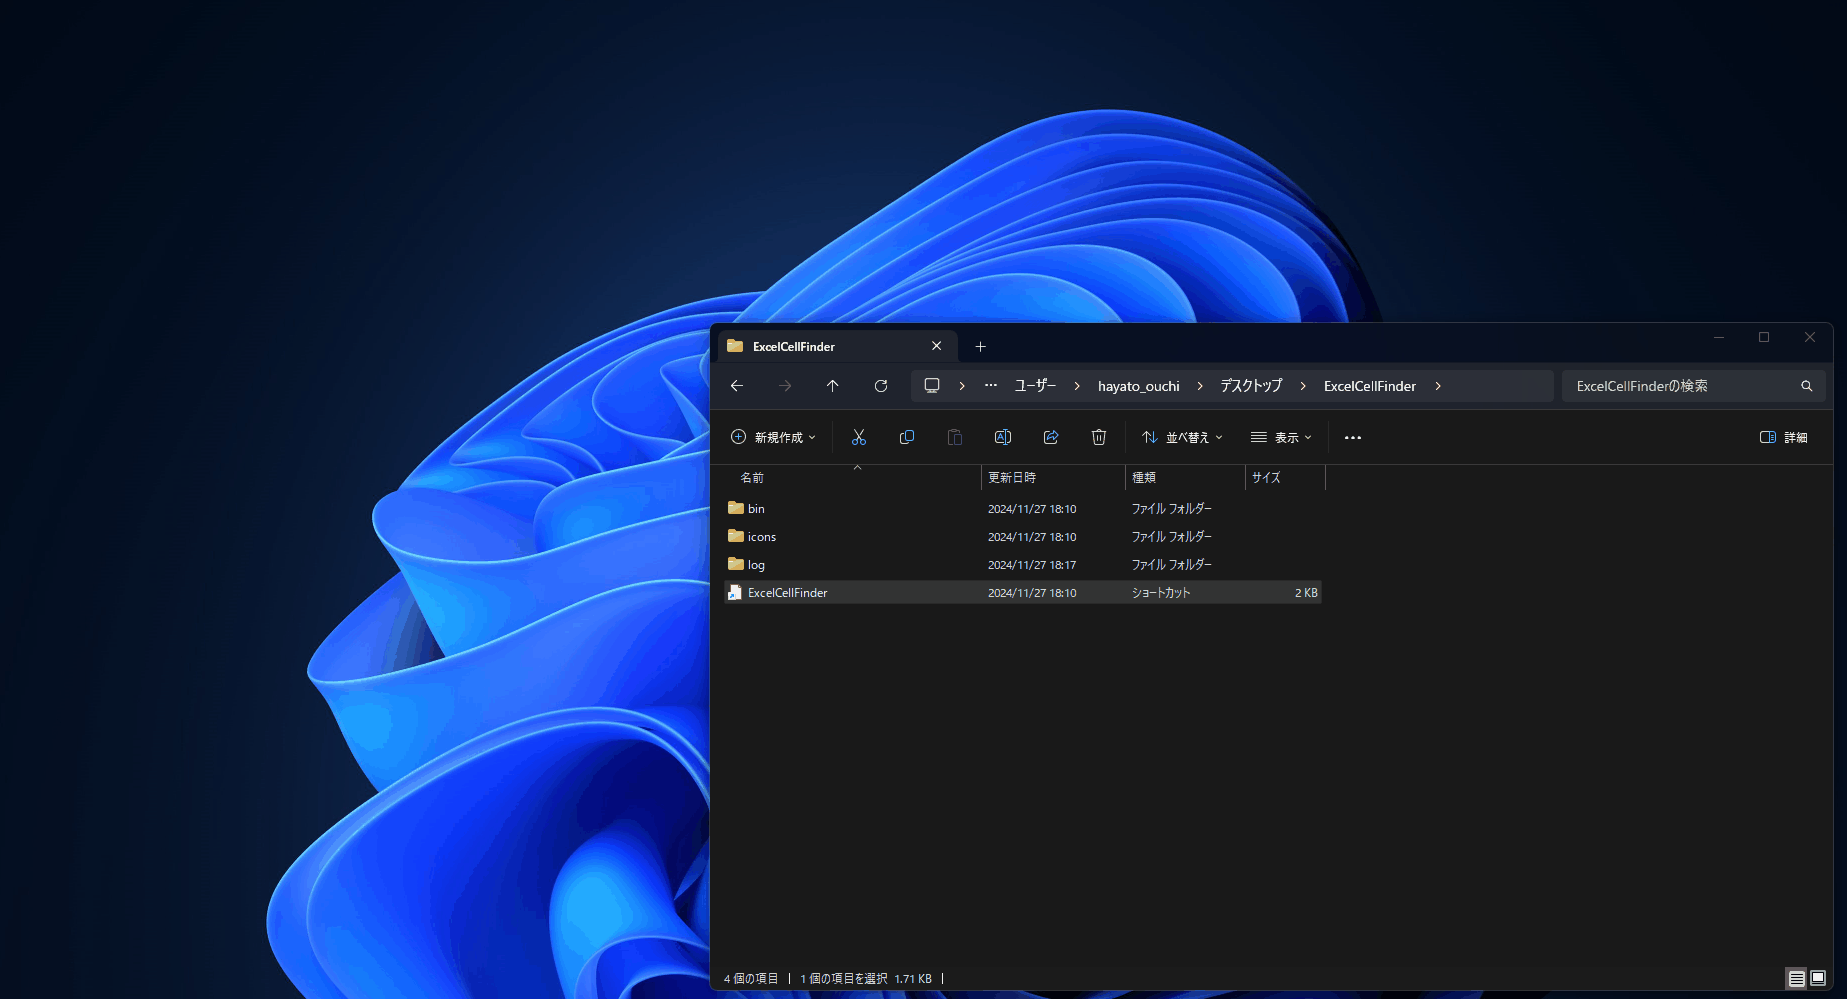 ExcelCellFinder
ユーザー hayato_ouchi デスクトップ ExcelCellFinder ExcelCellFinderの検索
新規作成 並べ替え 表示 詳細
名前 更新日時 種類 サイズ
bin 2024/11/27 18:10 ファイル フォルダー
icons 2024/11/27 18:10 ファイル フォルダー
log 2024/11/27 18:17 ファイル フォルダー
ExcelCellFinder 2024/11/27 18:10 ショートカット 2 KB
4 個の項目 | 1 個の項目を選択 1.71 KB |